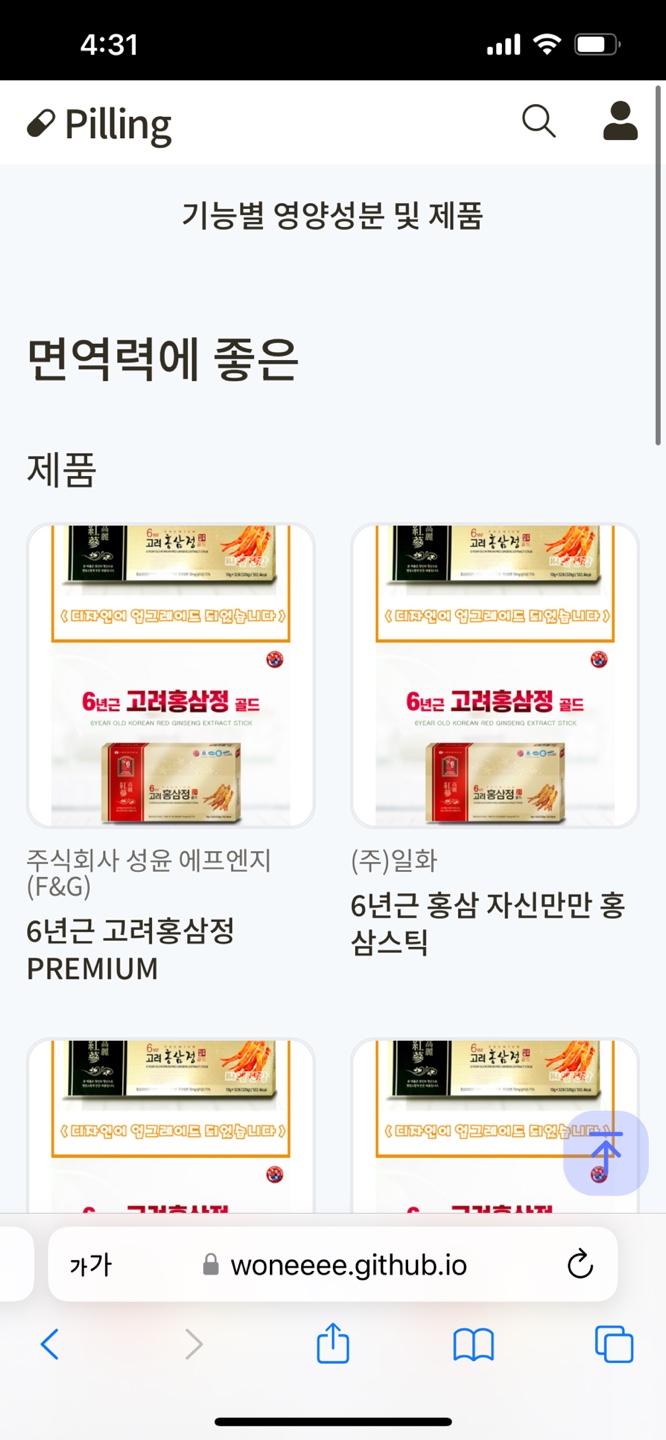 4:31
Pilling
기능별 영양성분 및 제품
면역력에 좋은
제품
6년근
고려 홍삼정
< 디자인이 업그레이드 되었습니다 >
6년근 고려홍삼정 골드
6YEAR OLD KOREAN RED GINSENG EXTRACT STICK
6년근
고려 홍삼정
주식회사 성윤 에프엔지
(F&G)
6년근 고려홍삼정
PREMIUM
6년근
고려 홍삼정
< 디자인이 업그레이드 되었습니다 >
6년근 고려홍삼정 골드
6YEAR OLD KOREAN RED GINSENG EXTRACT STICK
6년근
고려 홍삼정
(주)일화
6년근 홍삼 자신만만 홍
삼스틱
고려 홍삼정
< 디자인이 업그레이드 되었습니다 >
고려 홍삼정
< 디자인이 업그레이드 되었습니다 >
가가
woneeee.github.io